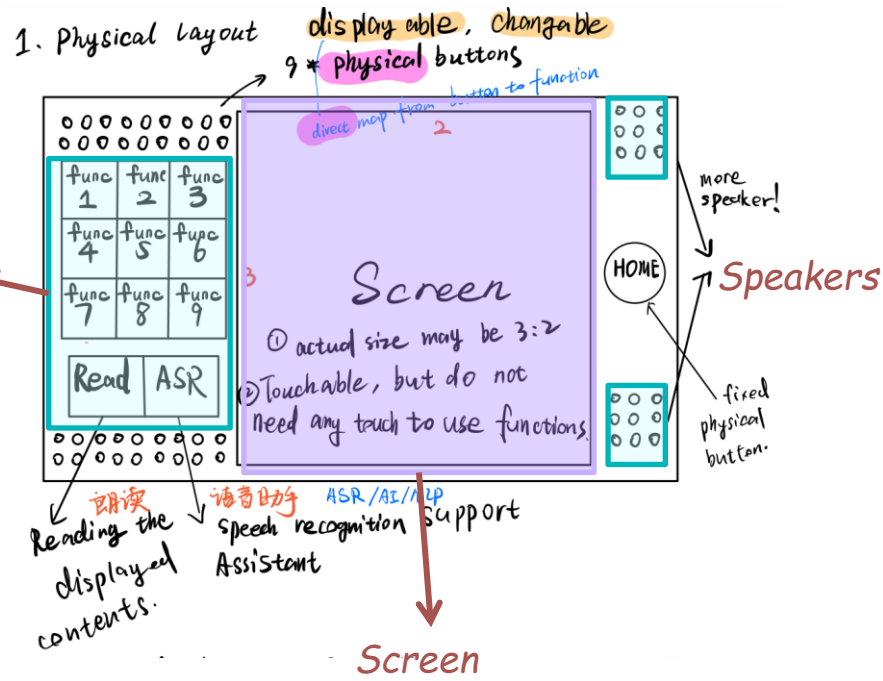 1. Physical Layout
displayable, changable
9 * physical buttons
direct map from button to function
2
3
func 1
func 2
func 3
func 4
func 5
func 6
func 7
func 8
func 9
Read
ASR
Screen
① actual size may be 3:2
② Touchable, but do not
need any touch to use functions.
HOME
more
speaker!
Speakers
fixed
physical
button.
朗读
Reading the
displayed
contents.
语音助手
ASR/AI/NLP
speech recognition support
Assistant
Screen